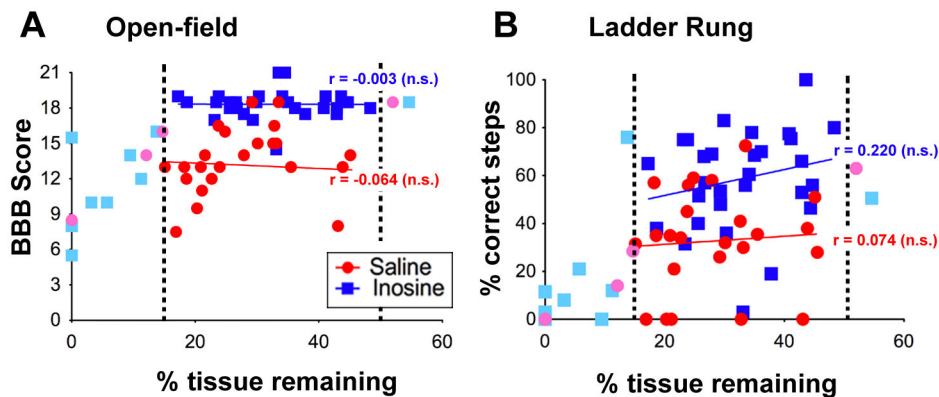 A Open-field
21
18
15
12
9
6
3
0
BBB Score
r = -0.003 (n.s.)
r = -0.064 (n.s.)
Saline
Inosine
0 20 40 60
% tissue remaining
B Ladder Rung
100
80
60
40
20
0
% correct steps
r = 0.220 (n.s.)
r = 0.074 (n.s.)
0 20 40 60
% tissue remaining